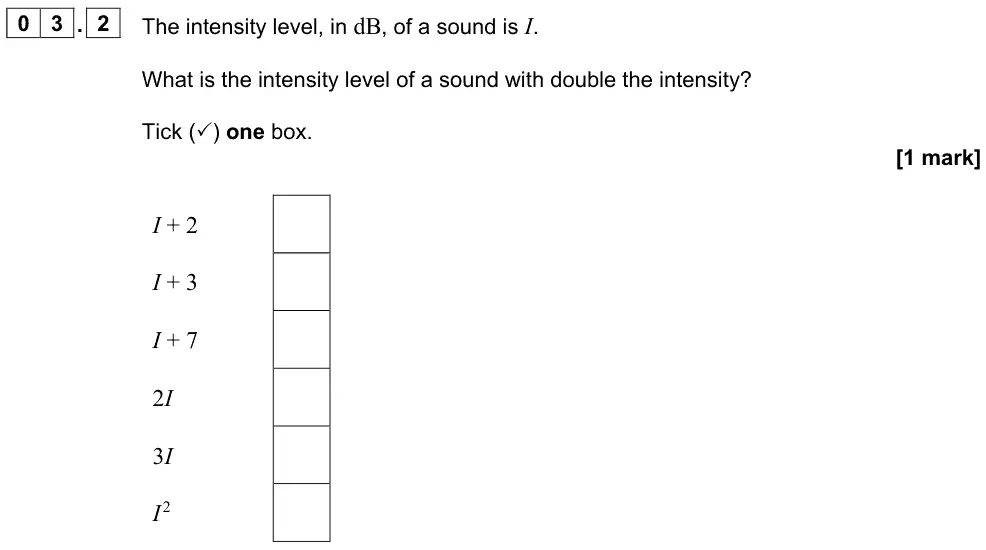 0 3 . 2 The intensity level, in dB, of a sound is I.
What is the intensity level of a sound with double the intensity?
Tick (✓) one box.
[1 mark]
I + 2
I + 3
I + 7
2I
3I
I²